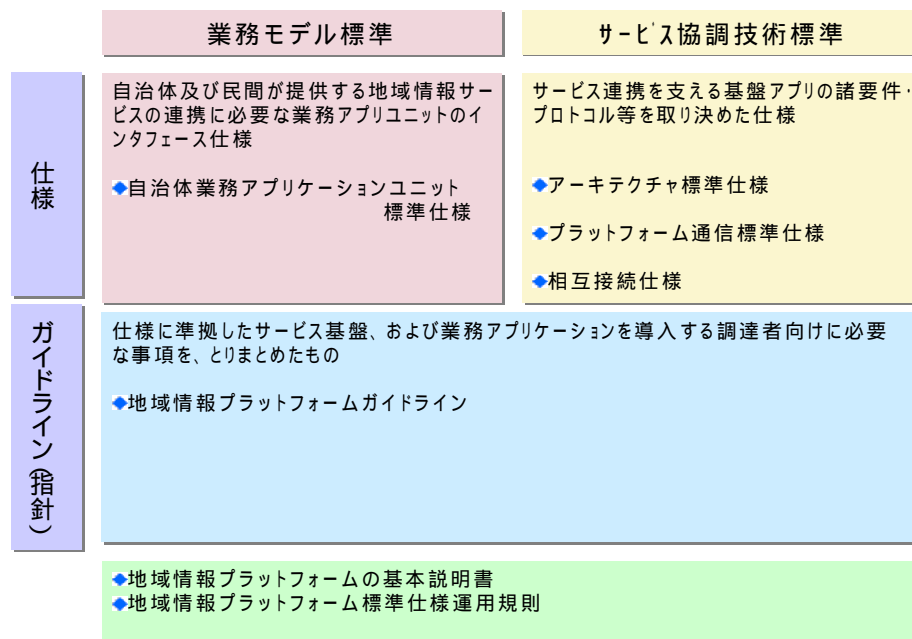 業務モデル標準
サービス協調技術標準
仕様
自治体及び民間が提供する地域情報サー
ビスの連携に必要な業務アプリユニットのイ
ンタフェース仕様
◆自治体業務アプリケーションユニット
標準仕様
サービス連携を支える基盤アプリの諸要件・
プロトコル等を取り決めた仕様
◆アーキテクチャ標準仕様
◆プラットフォーム通信標準仕様
◆相互接続仕様
ガイドライン(指針)
仕様に準拠したサービス基盤、および業務アプリケーションを導入する調達者向けに必要
な事項を、とりまとめたもの
◆地域情報プラットフォームガイドライン
◆地域情報プラットフォームの基本説明書
◆地域情報プラットフォーム標準仕様運用規則